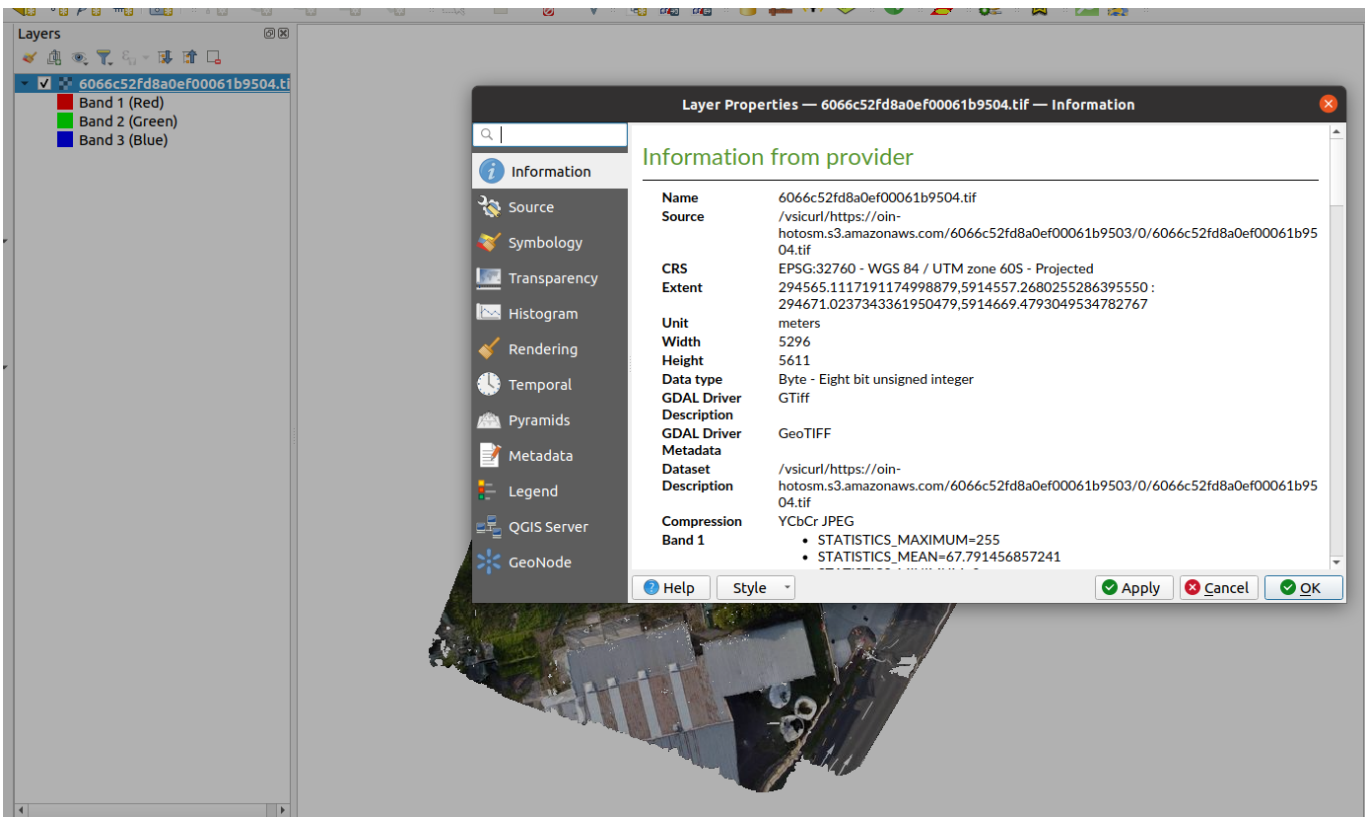 Layers
6066c52fd8a0ef00061b9504.ti
Band 1 (Red)
Band 2 (Green)
Band 3 (Blue)
Layer Properties — 6066c52fd8a0ef00061b9504.tif — Information
Information
Source
Symbology
Transparency
Histogram
Rendering
Temporal
Pyramids
Metadata
Legend
QGIS Server
GeoNode
Information from provider
Name 6066c52fd8a0ef00061b9504.tif
Source /vsicurl/https://oin-
hotosm.s3.amazonaws.com/6066c52fd8a0ef00061b9503/0/6066c52fd8a0ef00061b95
04.tif
CRS EPSG:32760 - WGS 84 / UTM zone 60S - Projected
Extent 294565.1117191174998879,5914557.2680255286395550 :
294671.0237343361950479,5914669.4793049534782767
Unit meters
Width 5296
Height 5611
Data type Byte - Eight bit unsigned integer
GDAL Driver GTiff
Description
GDAL Driver GeoTIFF
Metadata
Dataset /vsicurl/https://oin-
Description hotosm.s3.amazonaws.com/6066c52fd8a0ef00061b9503/0/6066c52fd8a0ef00061b95
04.tif
Compression YCbCr JPEG
Band 1 • STATISTICS_MAXIMUM=255
• STATISTICS_MEAN=67.791456857241
Help Style Apply Cancel OK